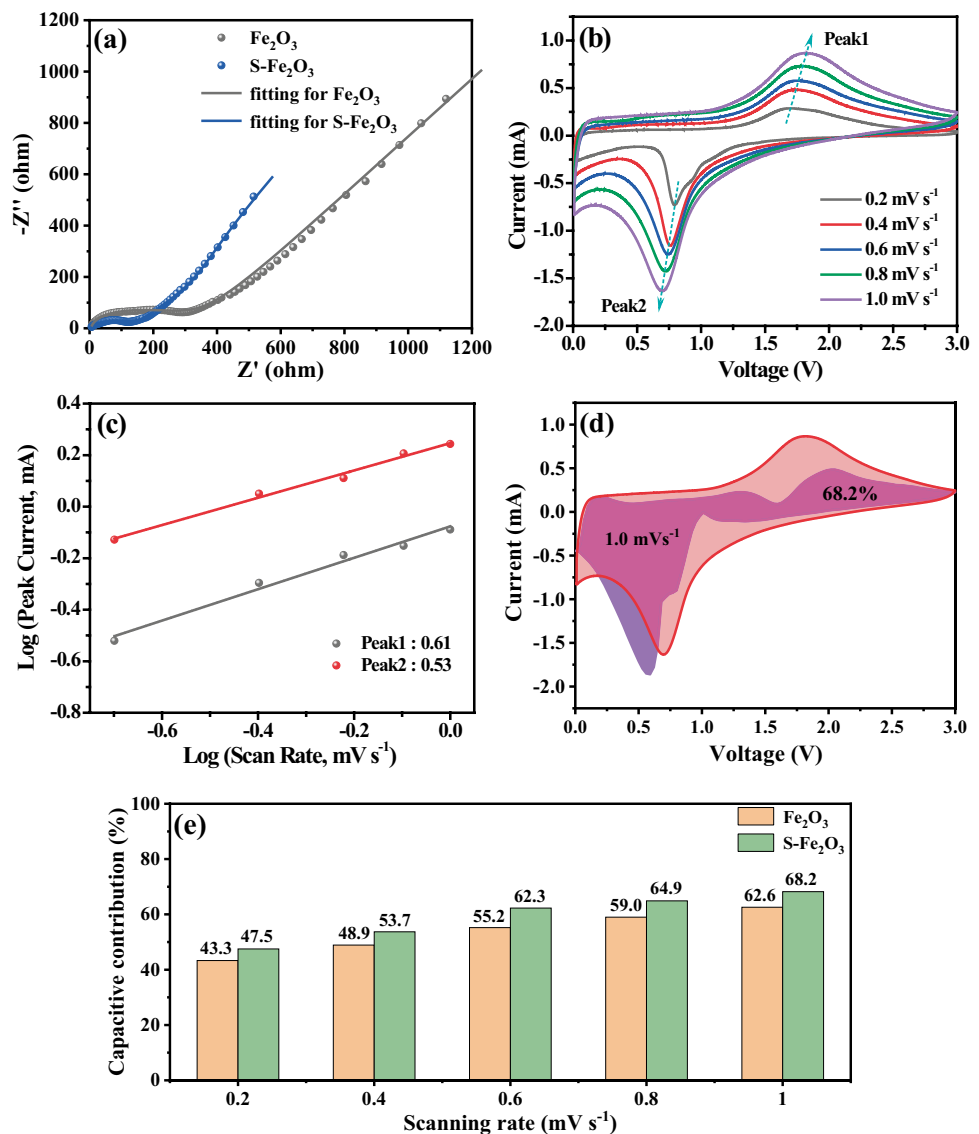 (a)
Fe₂O₃
S-Fe₂O₃
fitting for Fe₂O₃
fitting for S-Fe₂O₃
1200
1000
800
600
400
200
0
0 200 400 600 800 1000 1200
-Z'' (ohm)
Z' (ohm)
(b)
Peak1
Peak2
0.2 mV s⁻¹
0.4 mV s⁻¹
0.6 mV s⁻¹
0.8 mV s⁻¹
1.0 mV s⁻¹
1.0
0.5
0.0
-0.5
-1.0
-1.5
-2.0
0.0 0.5 1.0 1.5 2.0 2.5 3.0
Current (mA)
Voltage (V)
(c)
0.4
0.2
0.0
-0.2
-0.4
-0.6
-0.8
-0.6 -0.4 -0.2 0.0
Peak1 : 0.61
Peak2 : 0.53
Log (Peak Current, mA)
Log (Scan Rate, mV s⁻¹)
(d)
68.2%
1.0 mVs⁻¹
1.0
0.5
0.0
-0.5
-1.0
-1.5
-2.0
0.0 0.5 1.0 1.5 2.0 2.5 3.0
Current (mA)
Voltage (V)
(e)
Fe₂O₃
S-Fe₂O₃
100
80
60
40
20
0
43.3 47.5 48.9 53.7 55.2 62.3 59.0 64.9 62.6 68.2
0.2 0.4 0.6 0.8 1
Capacitive contribution (%)
Scanning rate (mV s⁻¹)